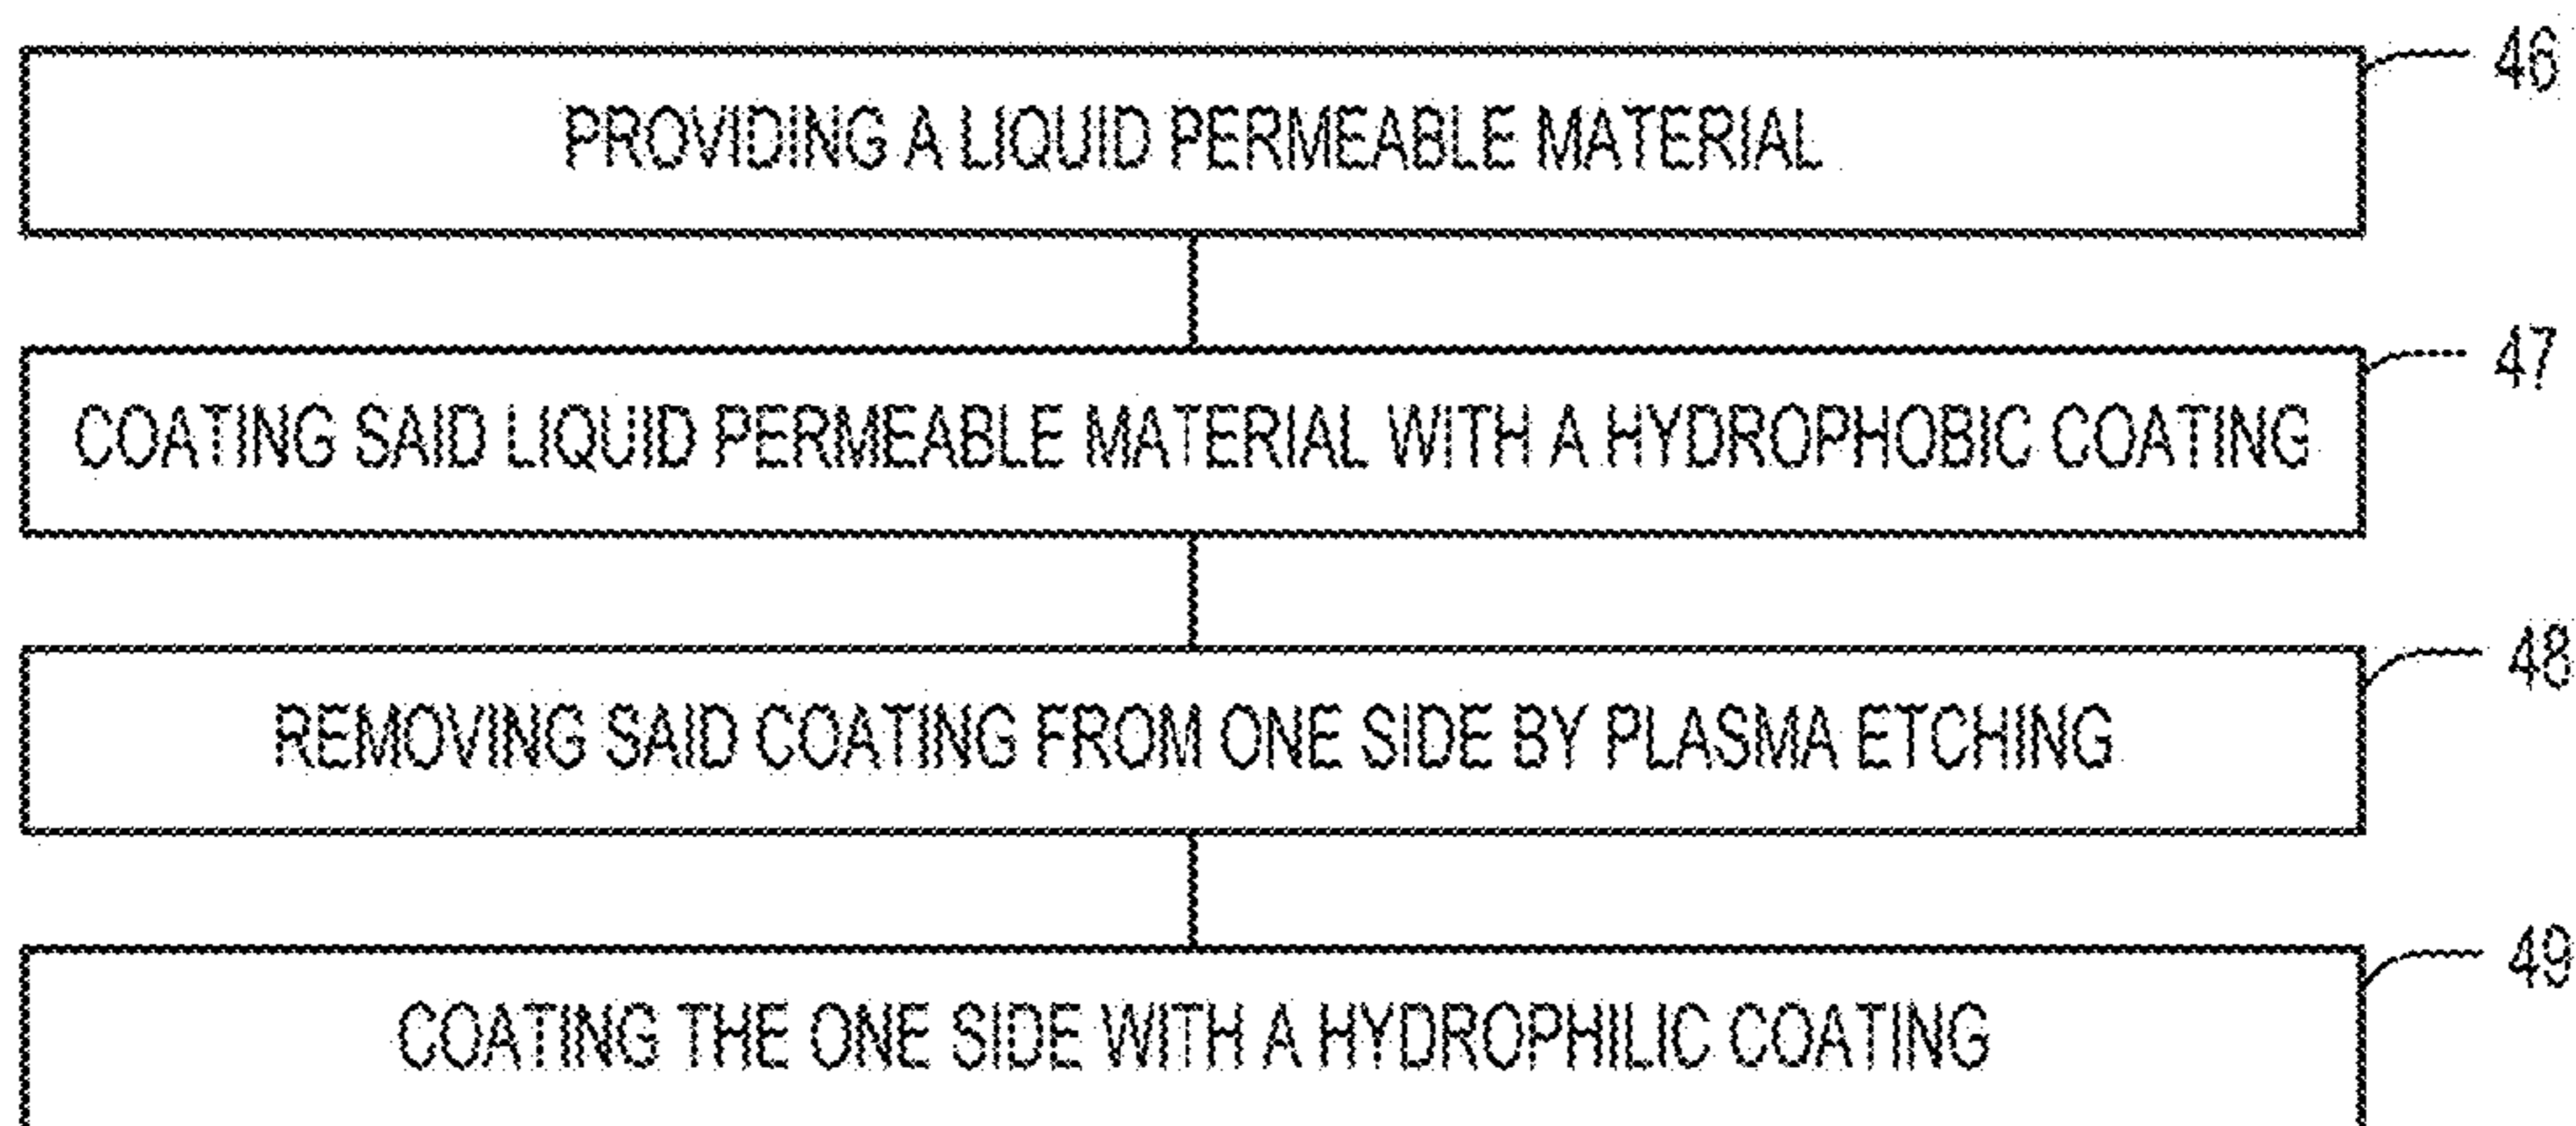 46
PROVIDING A LIQUID PERMEABLE MATERIAL
47
COATING SAID LIQUID PERMEABLE MATERIAL WITH A HYDROPHOBIC COATING
48
REMOVING SAID COATING FROM ONE SIDE BY PLASMA ETCHING
49
COATING THE ONE SIDE WITH A HYDROPHILIC COATING